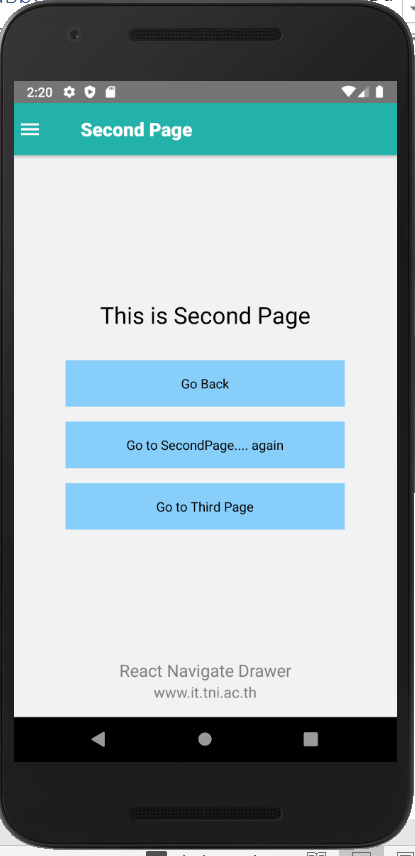 2:20
Second Page
This is Second Page
Go Back
Go to SecondPage.... again
Go to Third Page
React Navigate Drawer
www.it.tni.ac.th